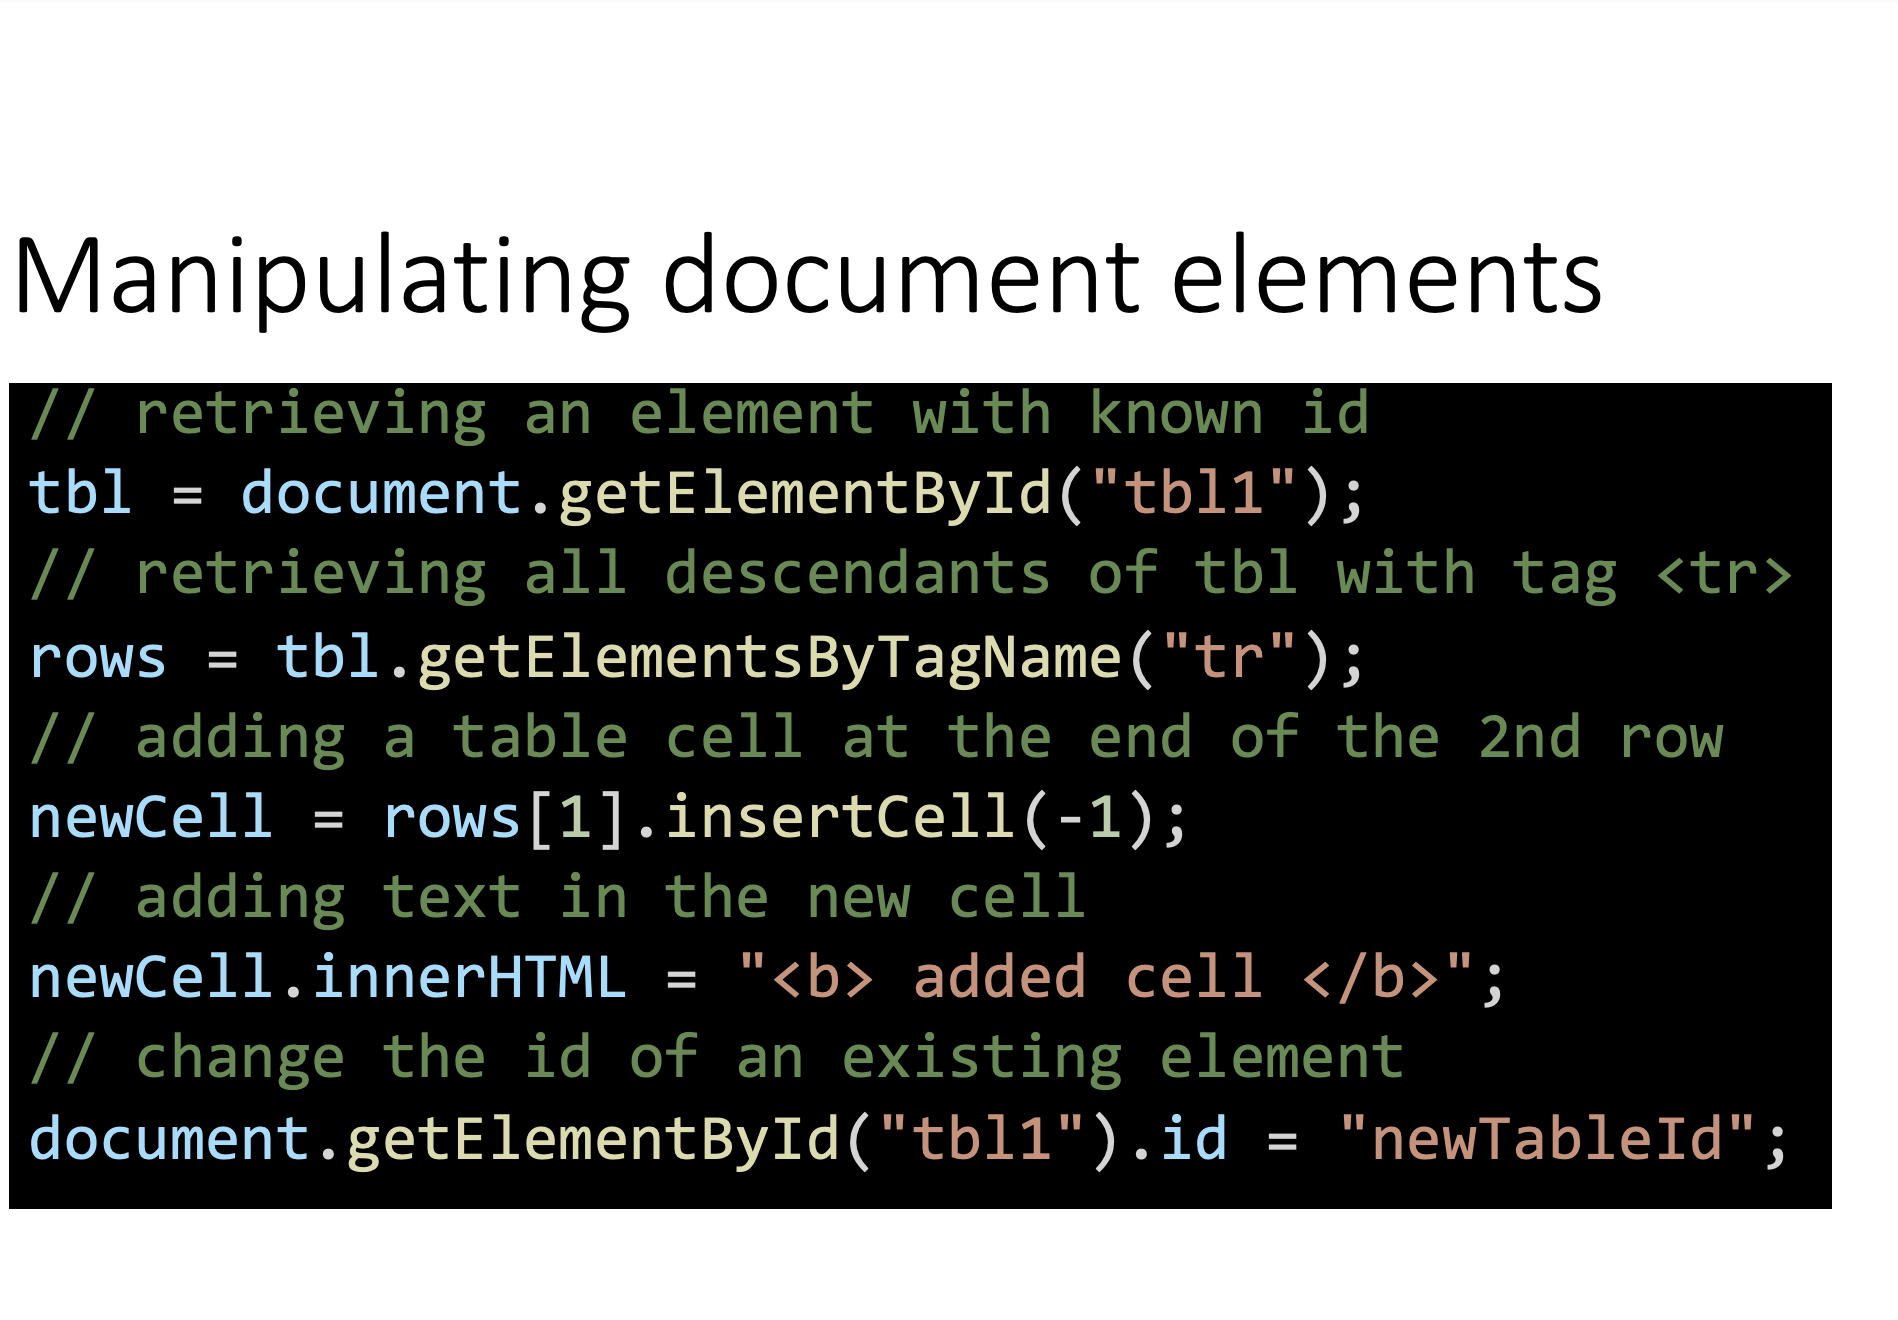 Manipulating document elements
// retrieving an element with known id
tbl = document.getElementById("tbl1");
// retrieving all descendants of tbl with tag <tr>
rows = tbl.getElementsByTagName("tr");
// adding a table cell at the end of the 2nd row
newCell = rows[1].insertCell(-1);
// adding text in the new cell
newCell.innerHTML = "<b> added cell </b>";
// change the id of an existing element
document.getElementById("tbl1").id = "newTableId";